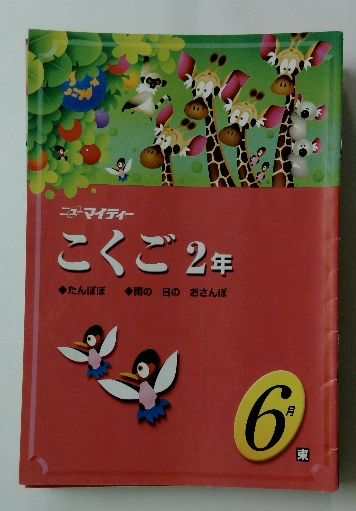 ニューマイティー
こくご 2年
◆たんぽぽ ◆雨の 日の おさんぽ
6月
東